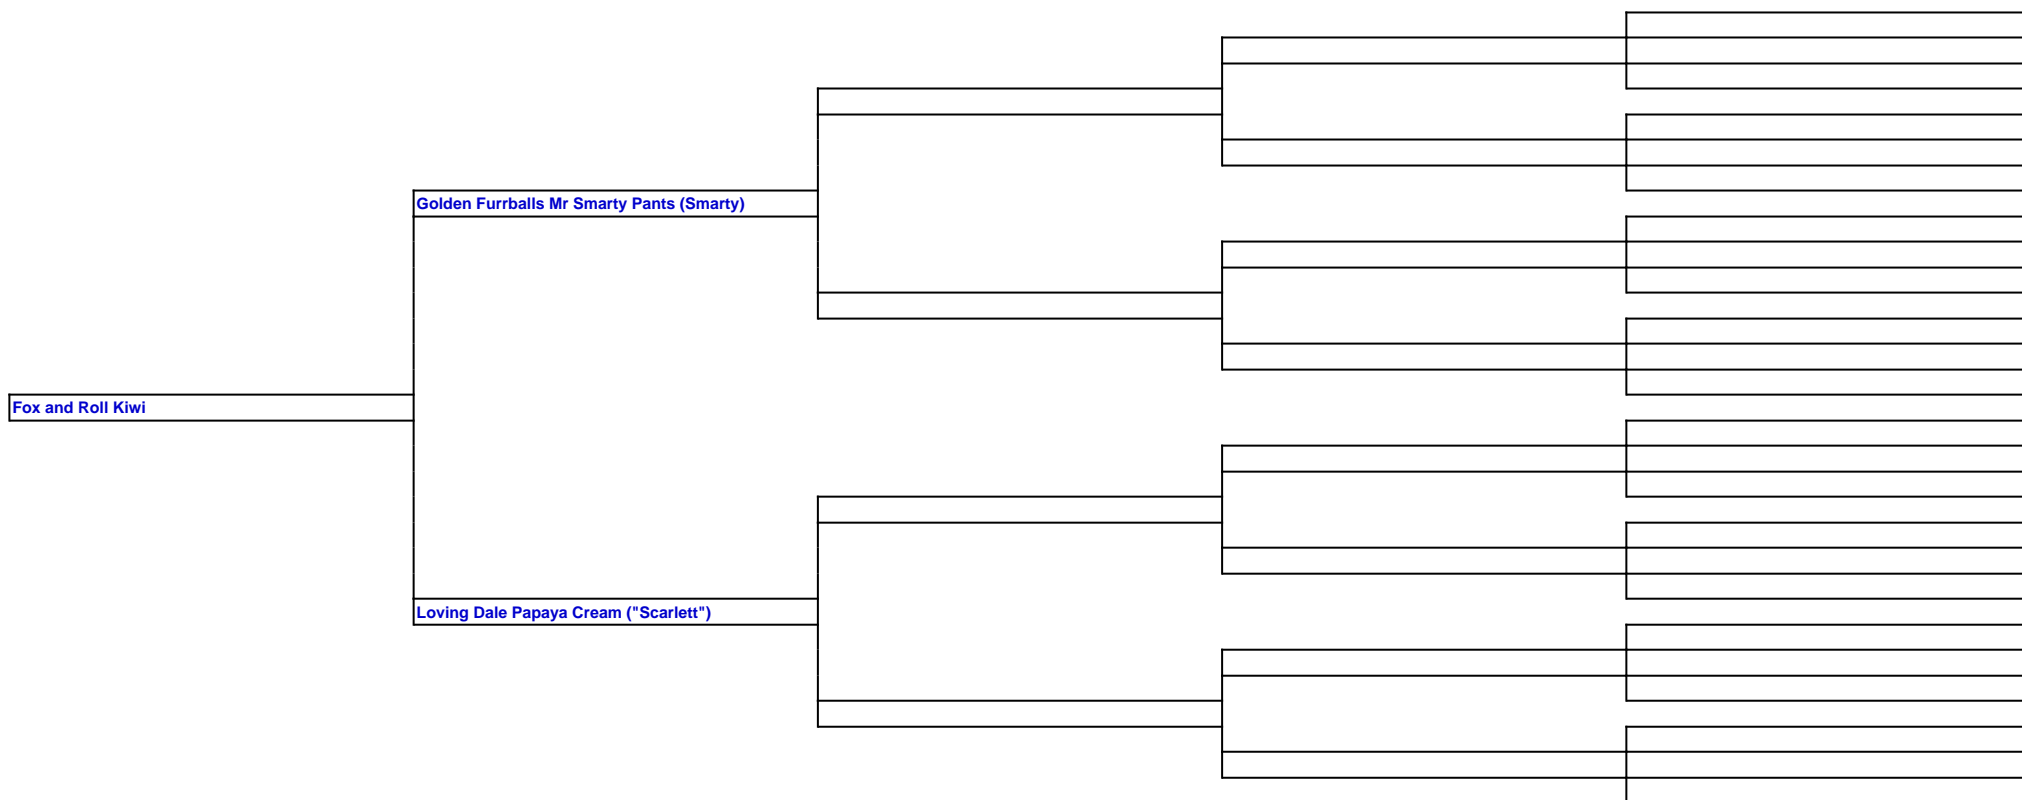 Golden Furrballs Mr Smarty Pants (Smarty)
Fox and Roll Kiwi
Loving Dale Papaya Cream ("Scarlett")